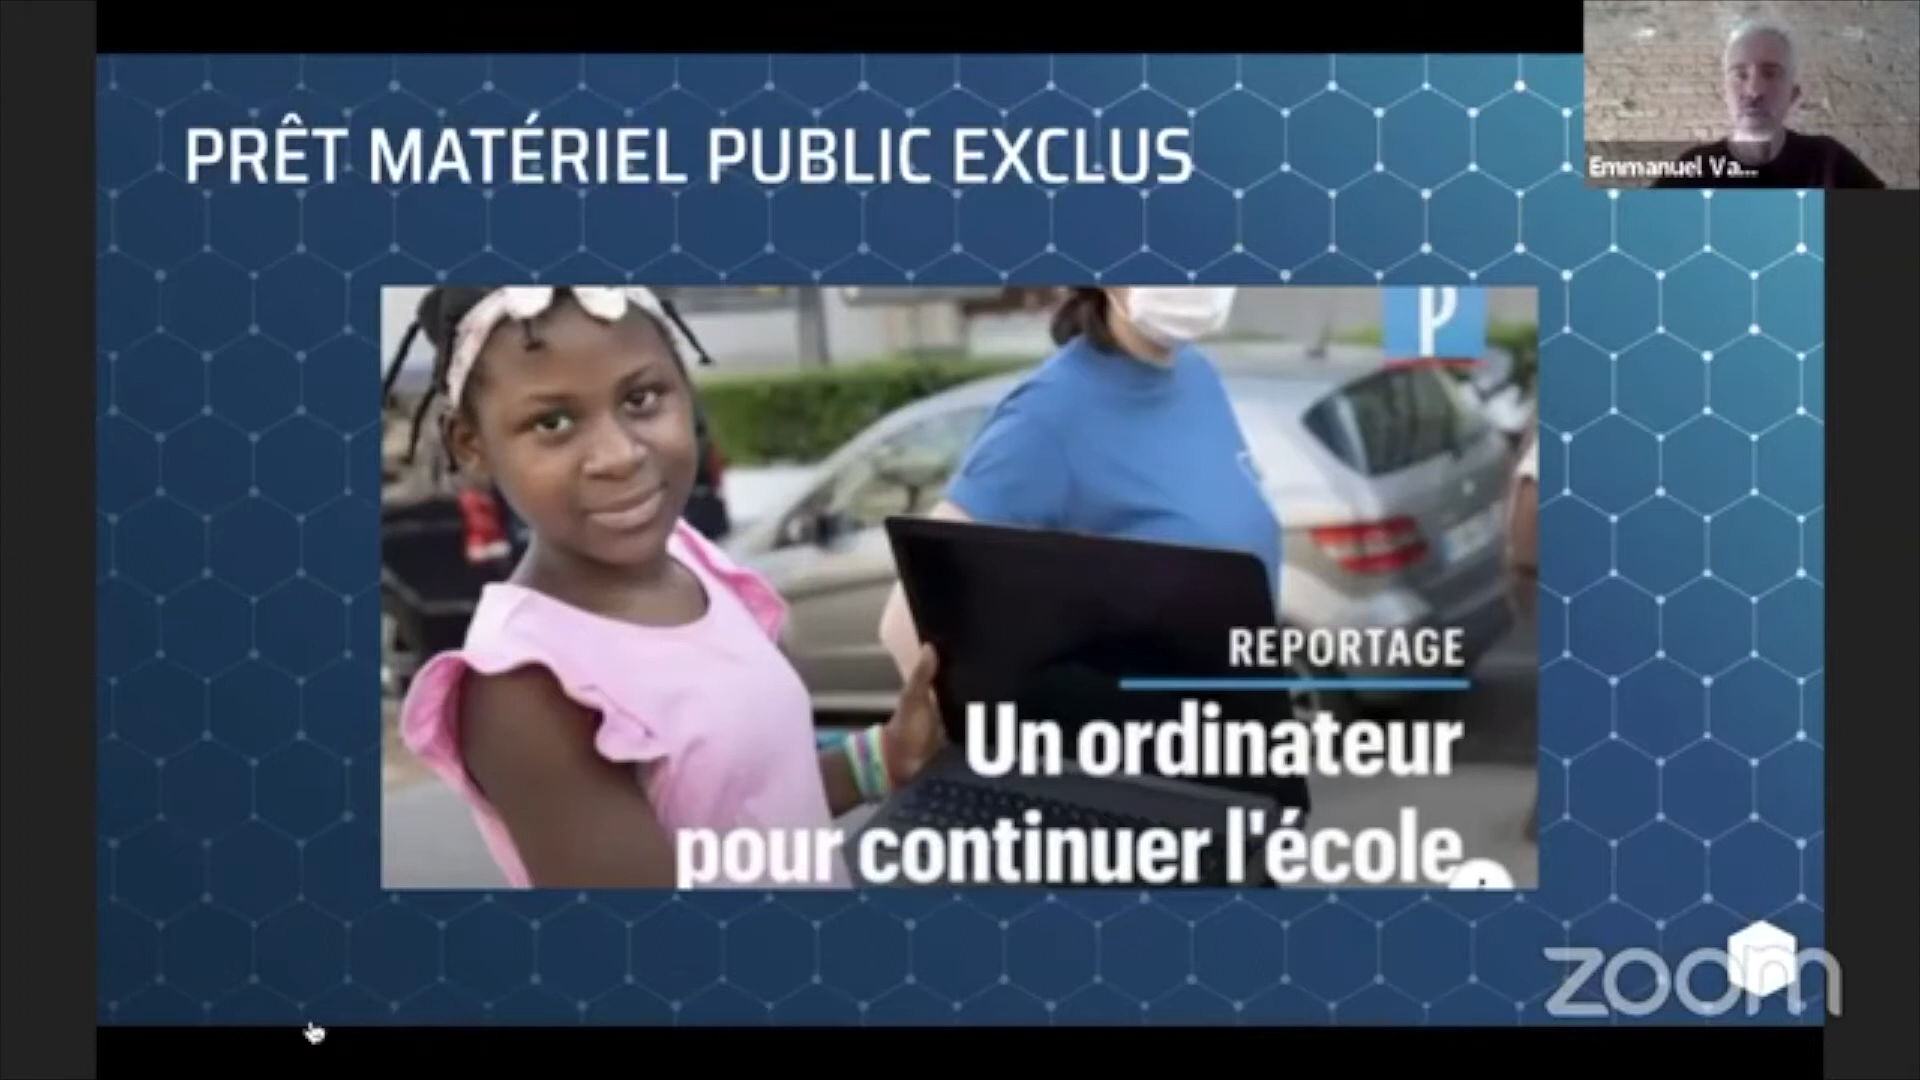 PRÊT MATÉRIEL PUBLIC EXCLUS
Emmanuel Va...
p
REPORTAGE
Un ordinateur
pour continuer l'école
zoom